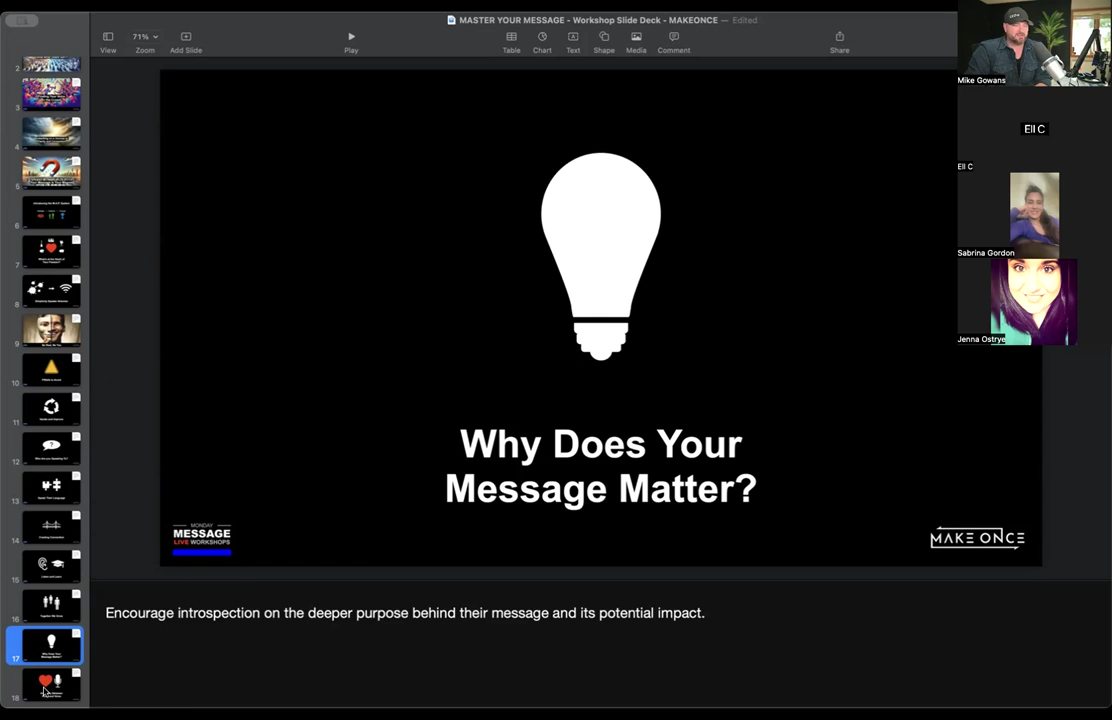 MASTER YOUR MESSAGE - Workshop Slide Deck - MAKEONCE — Edited
71%
View
Zoom
Add Slide
Play
Table
Chart
Text
Shape
Media
Comment
Share
Mike Gowans
Ell C
Ell C
Sabrina Gordon
Jenna Ostrye
2
3
4
5
6
7
8
9
10
11
12
13
14
15
16
17
18
Why Does Your
Message Matter?
MONDAY
MESSAGE
LIVE WORKSHOPS
MAKE ONCE
Encourage introspection on the deeper purpose behind their message and its potential impact.